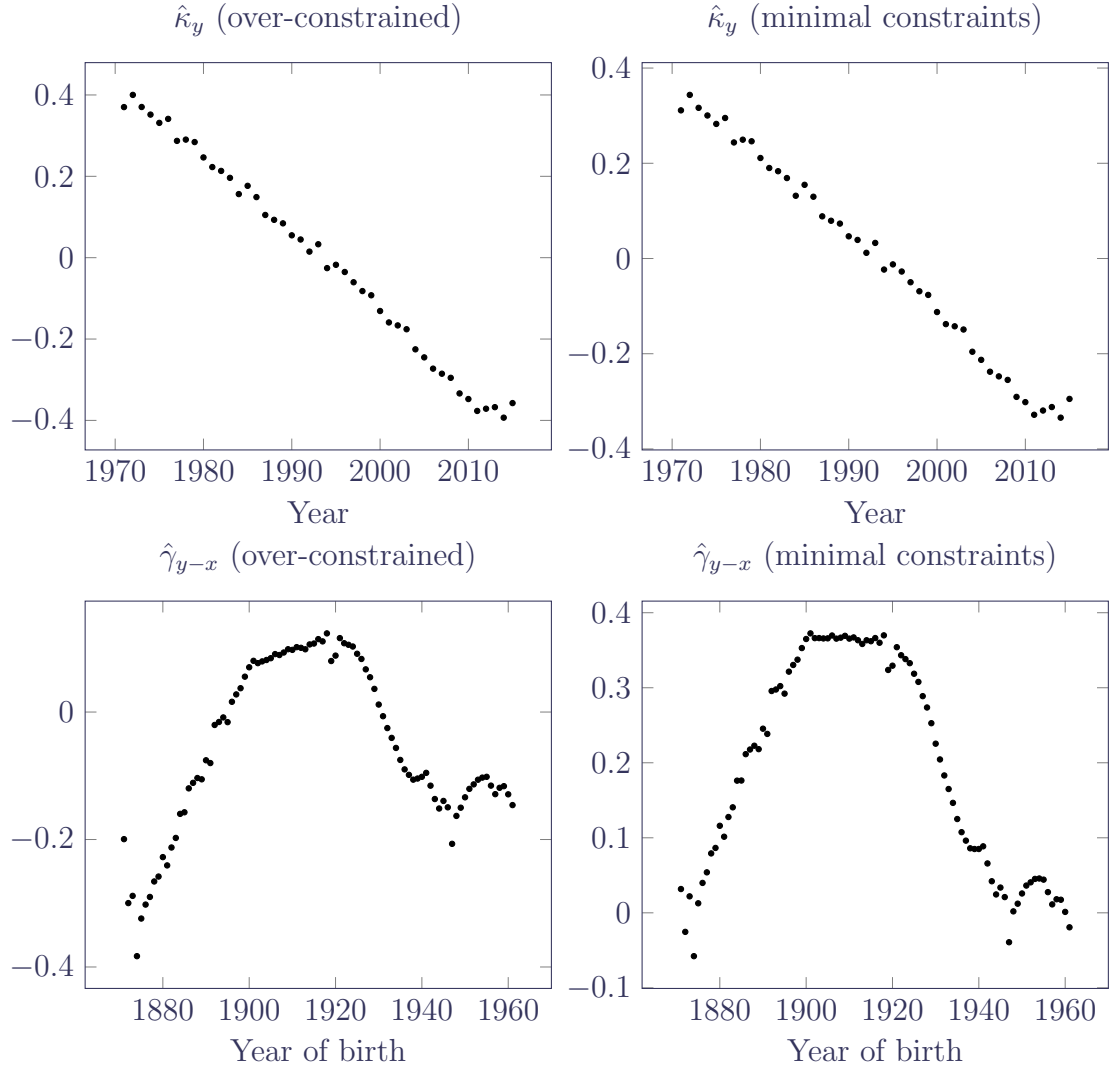 κ̂_y (over-constrained)
κ̂_y (minimal constraints)
0.4
0.2
0
−0.2
−0.4
1970 1980 1990 2000 2010
Year
0.4
0.2
0
−0.2
−0.4
1970 1980 1990 2000 2010
Year
γ̂_{y−x} (over-constrained)
γ̂_{y−x} (minimal constraints)
0
−0.2
−0.4
1880 1900 1920 1940 1960
Year of birth
0.4
0.3
0.2
0.1
0
−0.1
1880 1900 1920 1940 1960
Year of birth